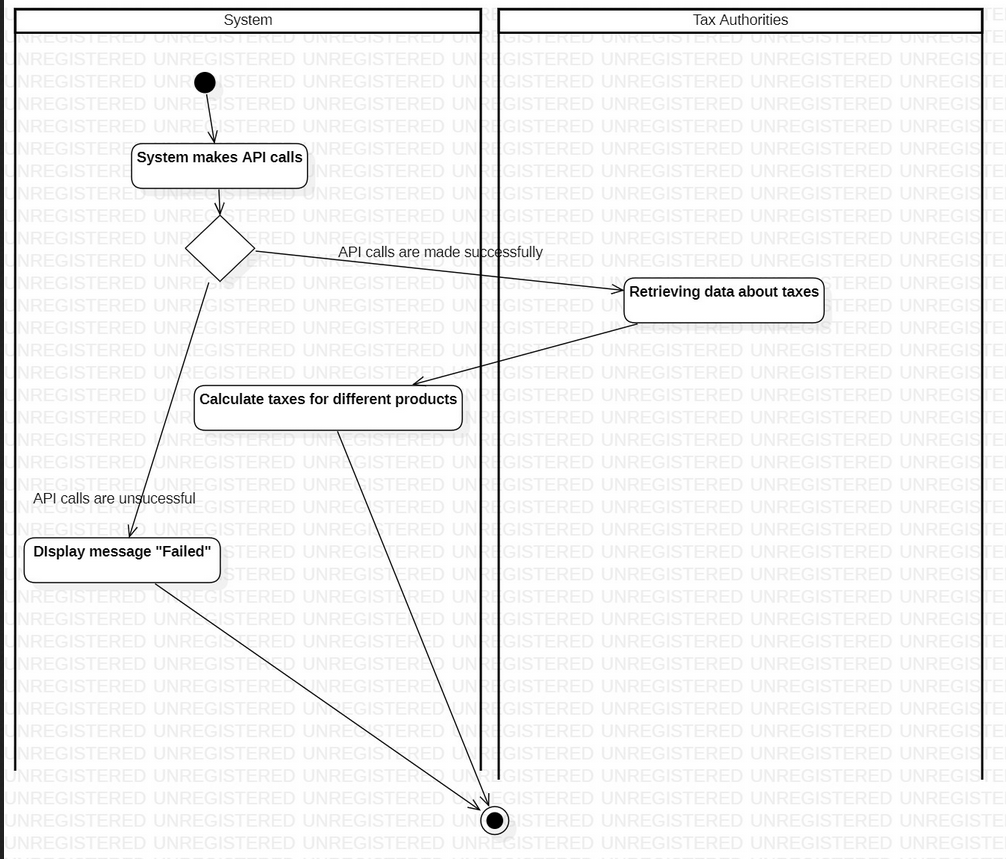 System
Tax Authorities
System makes API calls
API calls are made successfully
Retrieving data about taxes
Calculate taxes for different products
API calls are unsucessful
DIsplay message "Failed"
UNREGISTERED